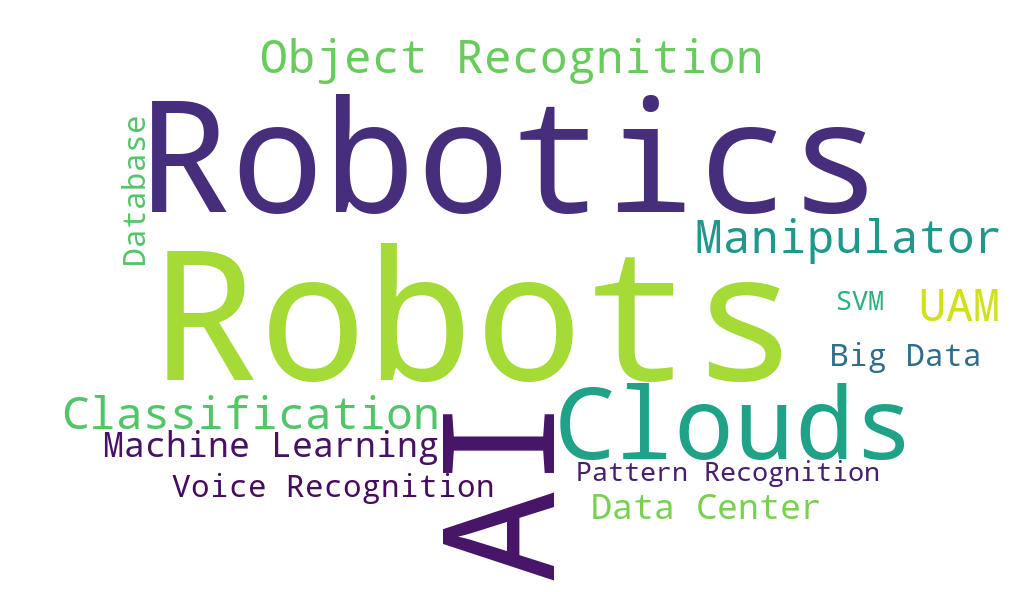 Object Recognition
Robotics
Database
Manipulator
Robots
SVM
UAM
Big Data
Classification
Clouds
Machine Learning
AI
Pattern Recognition
Voice Recognition
Data Center